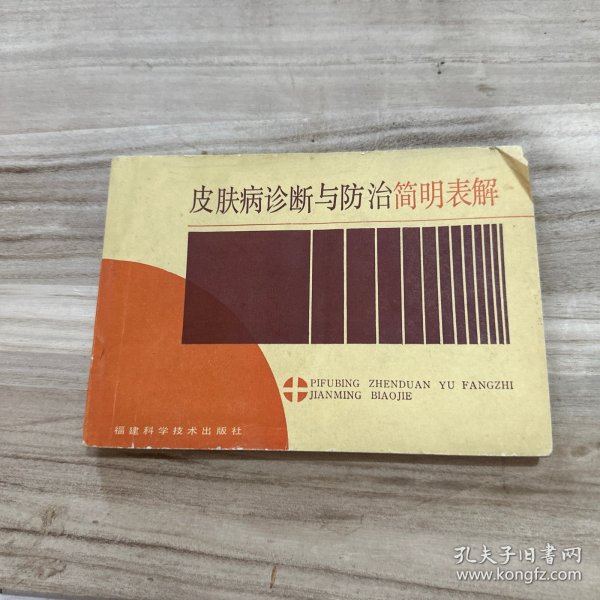 皮肤病诊断与防治简明表解
PIFUBING ZHENDUAN YU FANGZHI
JIANMING BIAOJIE
福建科学技术出版社
孔夫子旧书网
www.kongfz.com